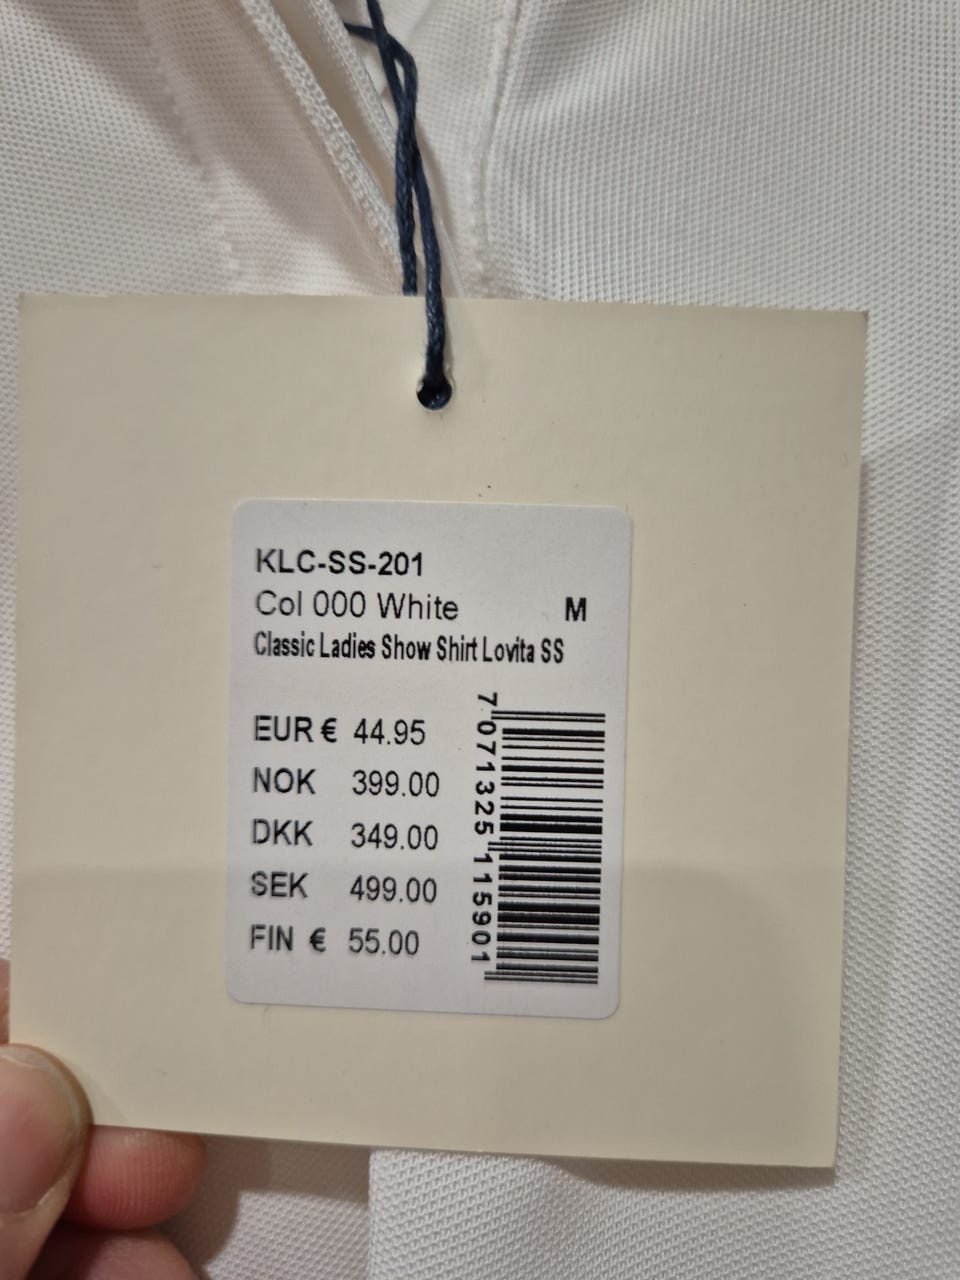 KLC-SS-201
Col 000 White M
Classic Ladies Show Shirt Lovita SS
EUR € 44.95
NOK 399.00
DKK 349.00
SEK 499.00
FIN € 55.00
7 071325 115901